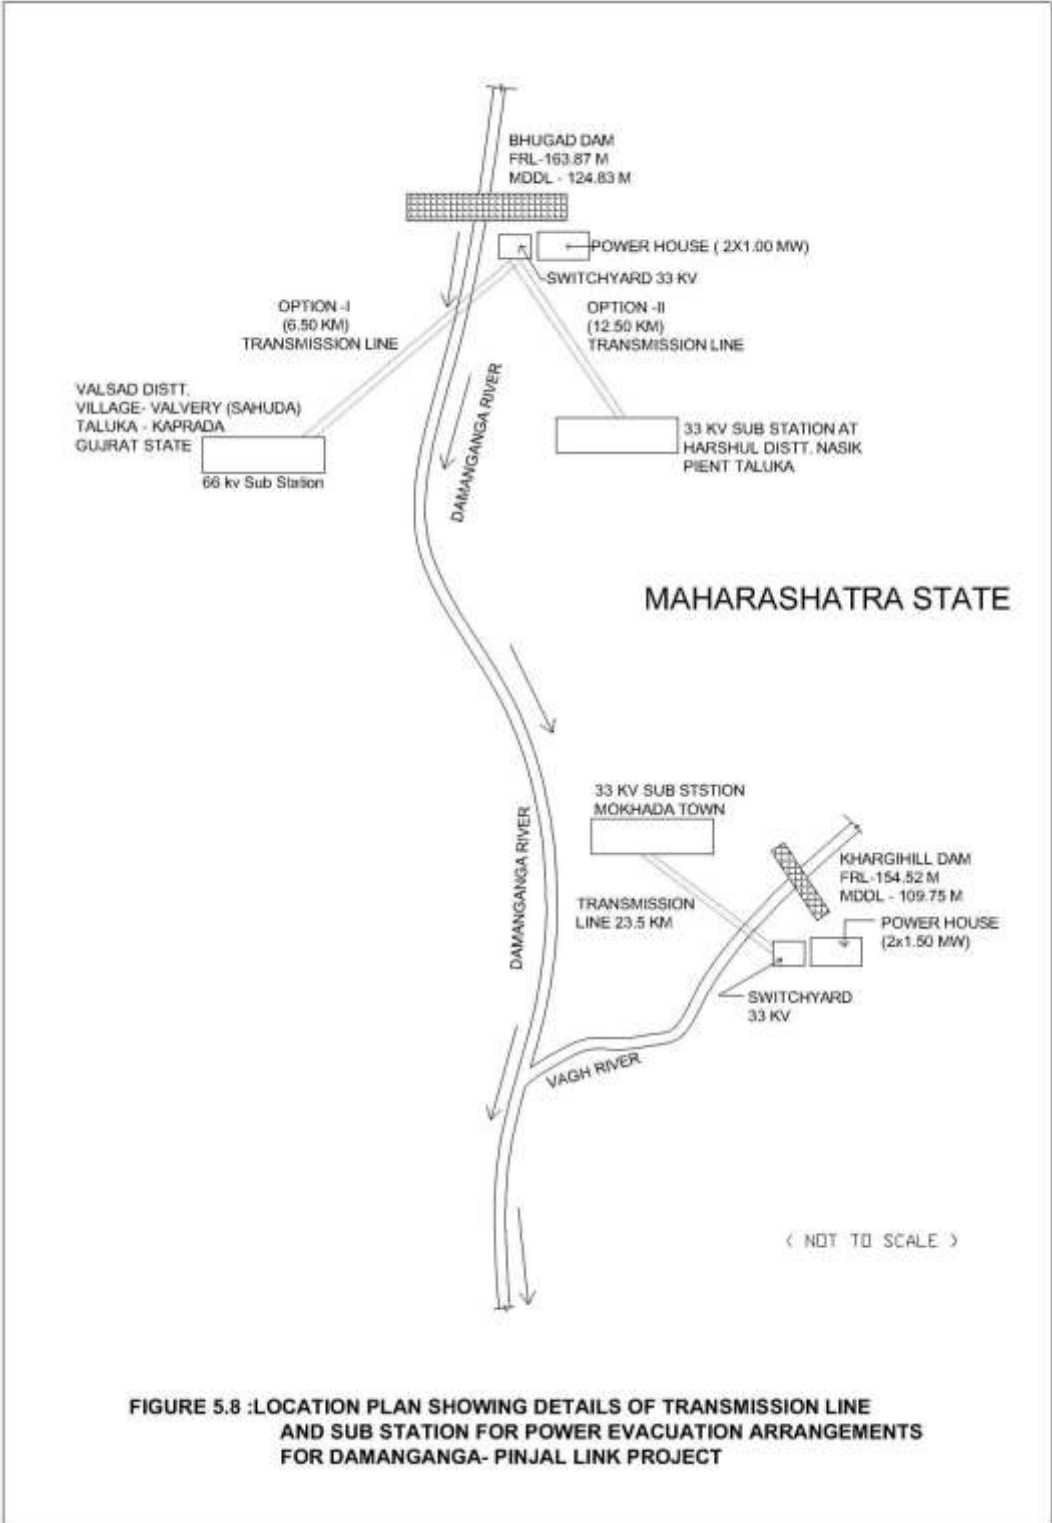 BHUGAD DAM
FRL-163.87 M
MDDL - 124.83 M
POWER HOUSE ( 2X1.00 MW)
SWITCHYARD 33 KV
OPTION -I
(6.50 KM)
TRANSMISSION LINE
OPTION -II
(12.50 KM)
TRANSMISSION LINE
VALSAD DISTT.
VILLAGE- VALVERY (SAHUDA)
TALUKA - KAPRADA
GUJRAT STATE
66 kv Sub Station
DAMANGANGA RIVER
33 KV SUB STATION AT
HARSHUL DISTT. NASIK
PIENT TALUKA
MAHARASHATRA STATE
33 KV SUB STSTION
MOKHADA TOWN
DAMANGANGA RIVER
TRANSMISSION
LINE 23.5 KM
KHARGIHILL DAM
FRL-154.52 M
MDDL - 109.75 M
POWER HOUSE
(2x1.50 MW)
SWITCHYARD
33 KV
VAGH RIVER
( NOT TO SCALE )
FIGURE 5.8 :LOCATION PLAN SHOWING DETAILS OF TRANSMISSION LINE
AND SUB STATION FOR POWER EVACUATION ARRANGEMENTS
FOR DAMANGANGA- PINJAL LINK PROJECT